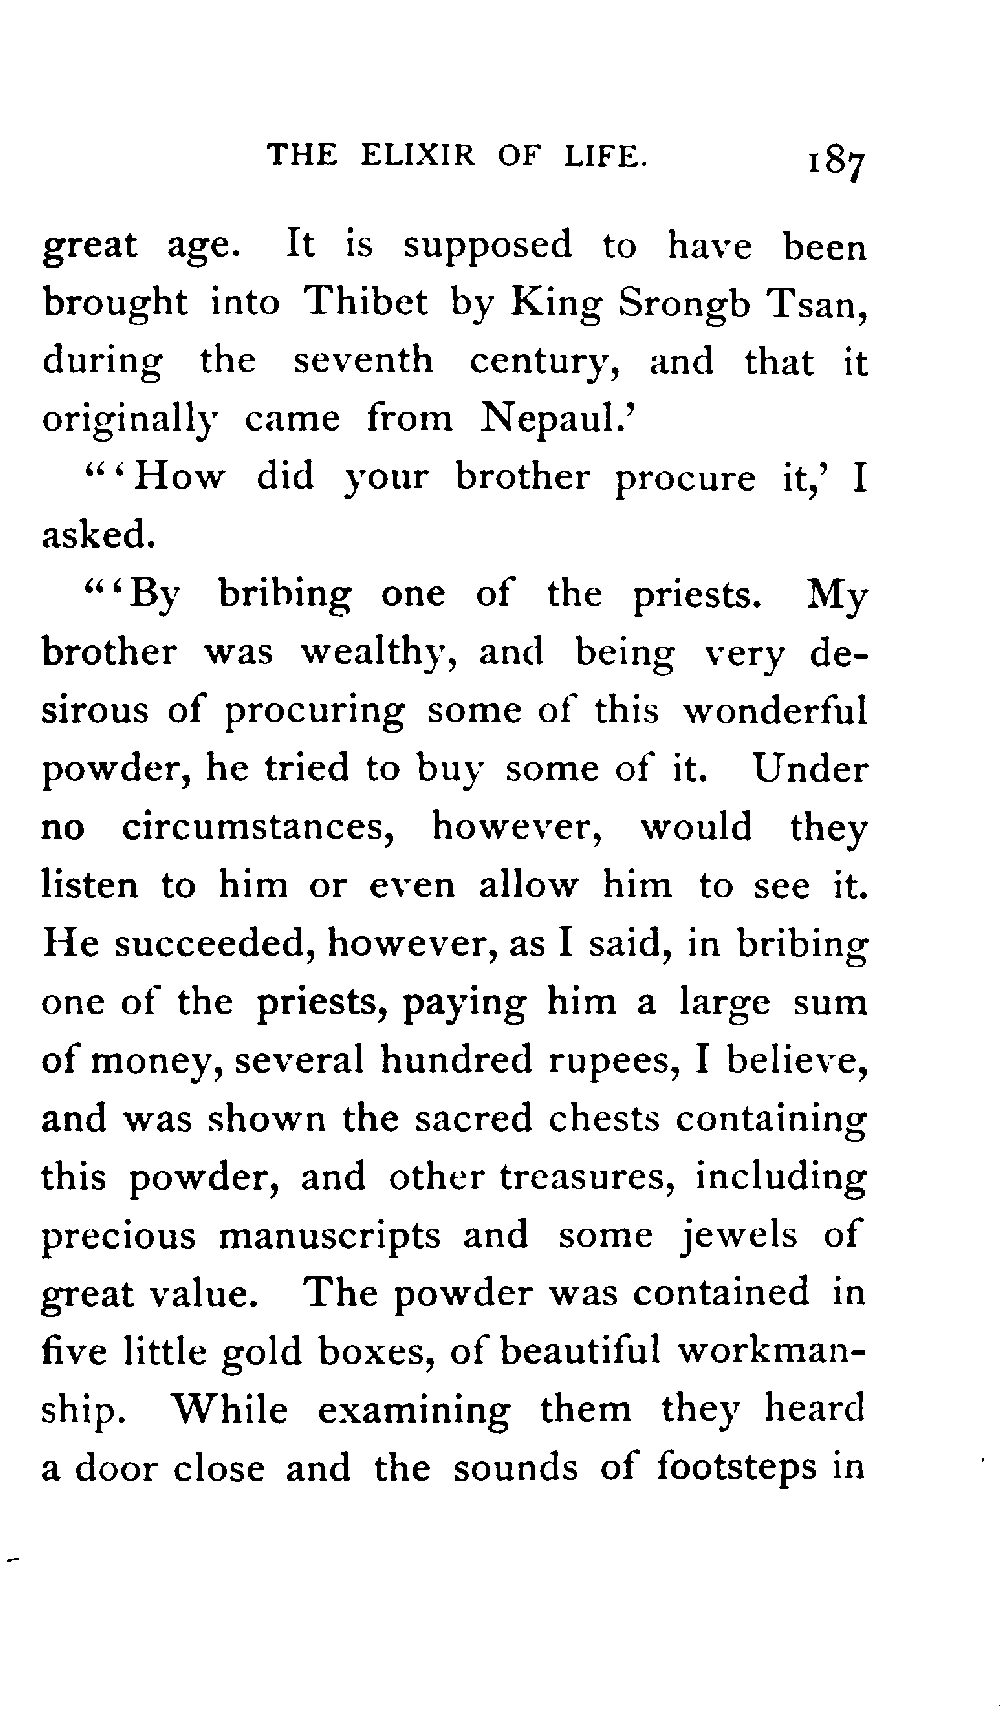 THE ELIXIR OF LIFE. 187
great age. It is supposed to have been
brought into Thibet by King Srongb Tsan,
during the seventh century, and that it
originally came from Nepaul.’
“‘How did your brother procure it,’ I
asked.
“‘By bribing one of the priests. My
brother was wealthy, and being very de-
sirous of procuring some of this wonderful
powder, he tried to buy some of it. Under
no circumstances, however, would they
listen to him or even allow him to see it.
He succeeded, however, as I said, in bribing
one of the priests, paying him a large sum
of money, several hundred rupees, I believe,
and was shown the sacred chests containing
this powder, and other treasures, including
precious manuscripts and some jewels of
great value. The powder was contained in
five little gold boxes, of beautiful workman-
ship. While examining them they heard
a door close and the sounds of footsteps in